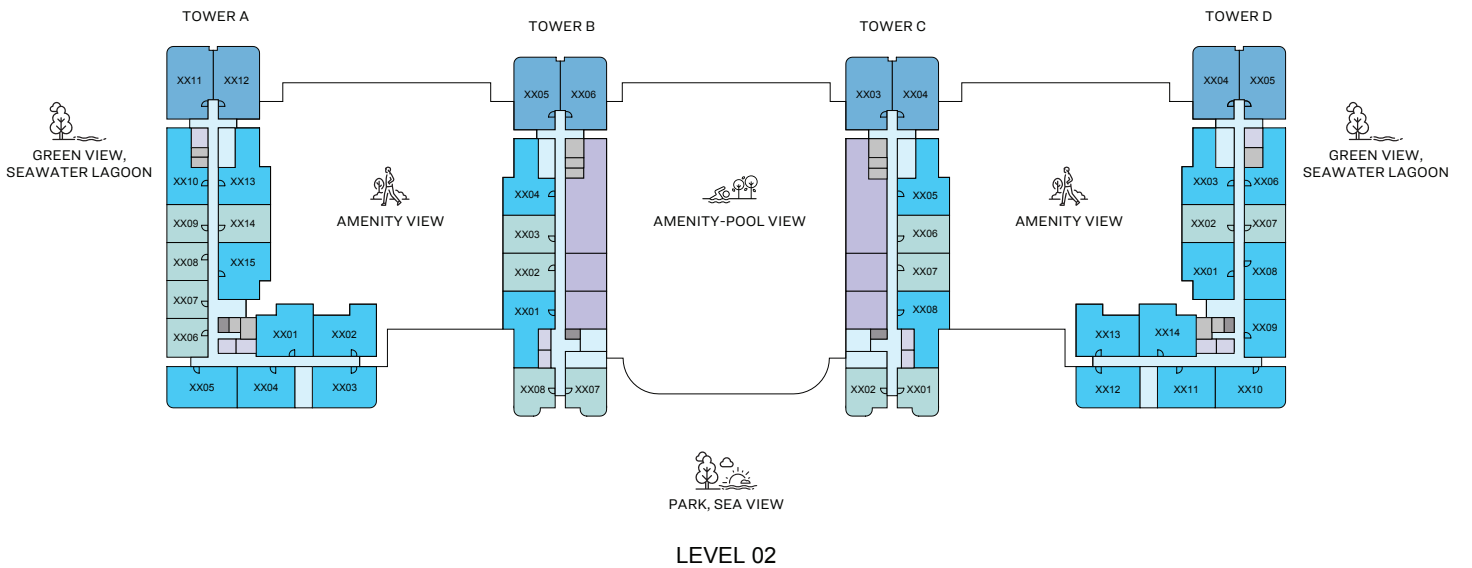 TOWER A
TOWER B
TOWER C
TOWER D
XX11
XX12
XX10
XX13
XX09
XX14
XX08
XX15
XX07
XX06
XX01
XX02
XX05
XX04
XX03
XX05
XX06
XX04
XX03
XX02
XX01
XX08
XX07
XX03
XX04
XX05
XX06
XX07
XX08
XX02
XX01
XX04
XX05
XX03
XX06
XX02
XX07
XX01
XX08
XX13
XX14
XX09
XX12
XX11
XX10
GREEN VIEW,
SEAWATER LAGOON
AMENITY VIEW
AMENITY-POOL VIEW
AMENITY VIEW
GREEN VIEW,
SEAWATER LAGOON
PARK, SEA VIEW
LEVEL 02